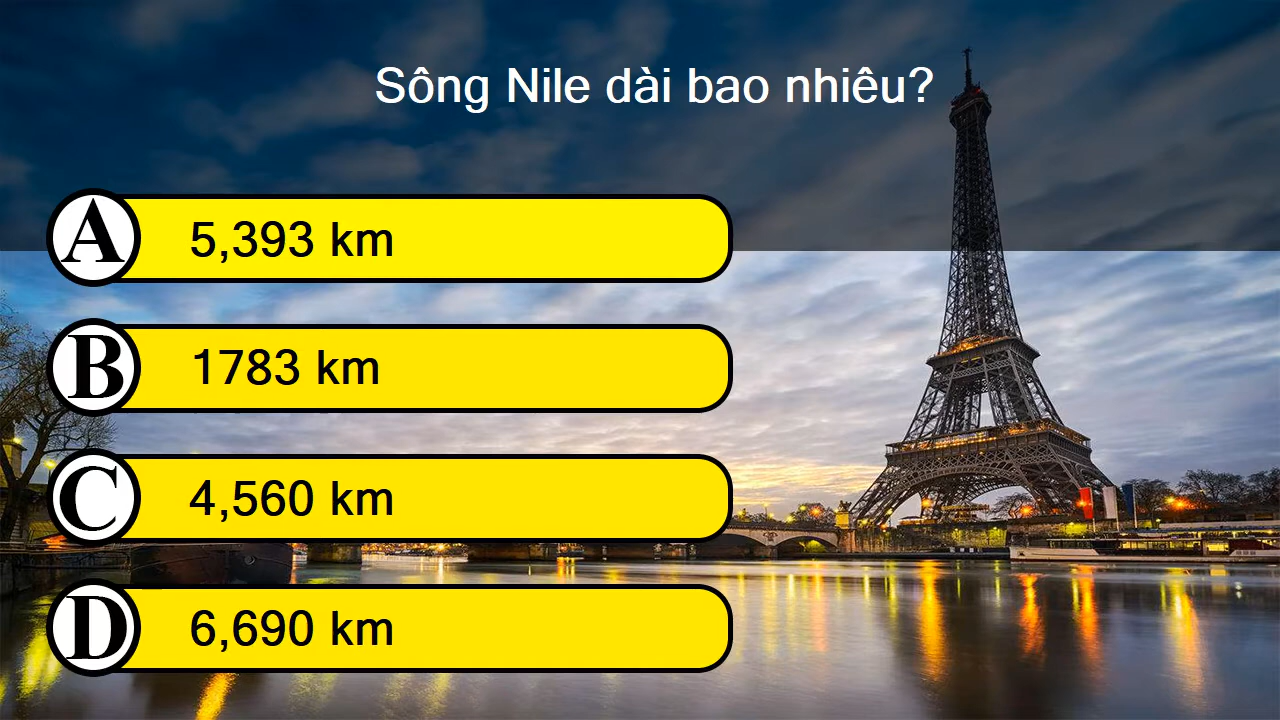 Sông Nile dài bao nhiêu?
A 5,393 km
B 1783 km
C 4,560 km
D 6,690 km